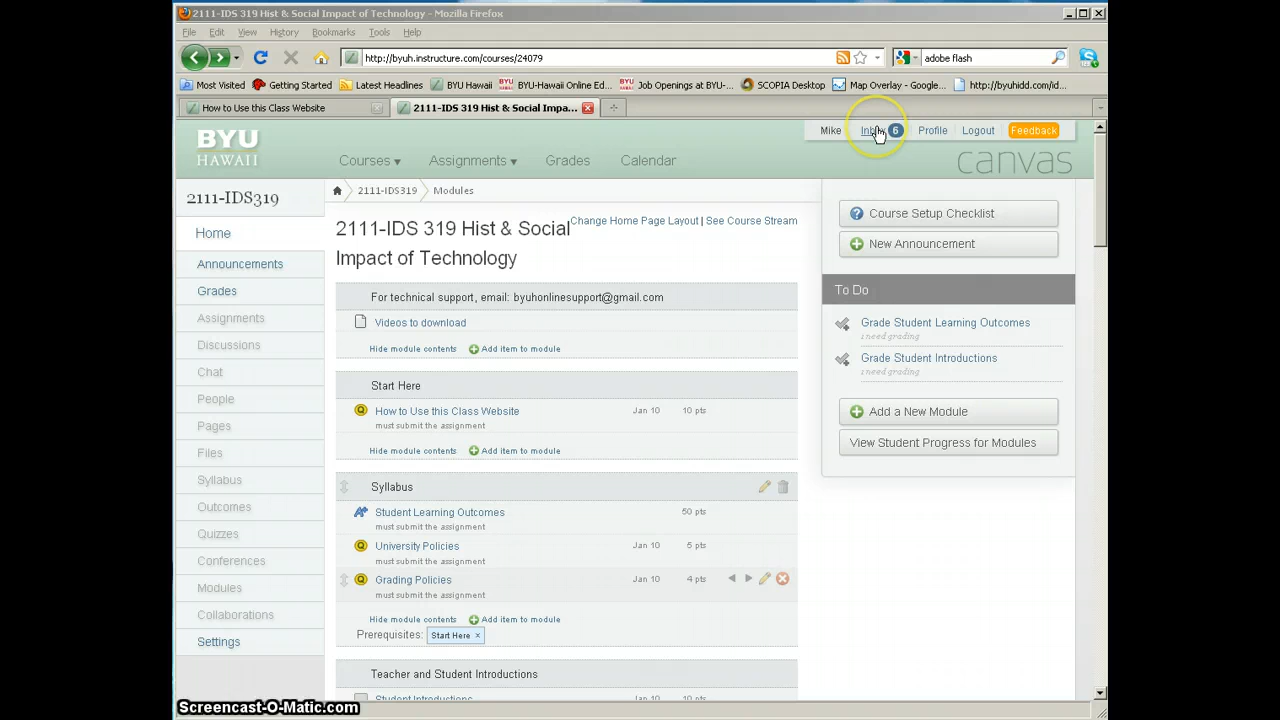 2111-IDS 319 Hist & Social Impact of Technology - Mozilla Firefox
File Edit View History Bookmarks Tools Help
http://byuh.instructure.com/courses/24079
adobe flash
Most Visited Getting Started Latest Headlines BYU Hawaii BYU-Hawaii Online Ed... Job Openings at BYU-... SCOPIA Desktop Map Overlay - Google... http://byuhidd.com/id...
How to Use this Class Website
2111-IDS 319 Hist & Social Impa...
Mike 6 Profile Logout Feedback
BYU
HAWAII
Courses Assignments Grades Calendar
canvas
2111-IDS319
Home
Announcements
Grades
Assignments
Discussions
Chat
People
Pages
Files
Syllabus
Outcomes
Quizzes
Conferences
Modules
Collaborations
Settings
2111-IDS319 Modules
2111-IDS 319 Hist & Social
Impact of Technology
Change Home Page Layout | See Course Stream
For technical support, email: byuhonlinesupport@gmail.com
Videos to download
Hide module contents Add item to module
Start Here
How to Use this Class Website Jan 10 10 pts
must submit the assignment
Hide module contents Add item to module
Syllabus
Student Learning Outcomes 50 pts
must submit the assignment
University Policies Jan 10 5 pts
must submit the assignment
Grading Policies Jan 10 4 pts
must submit the assignment
Hide module contents Add item to module
Prerequisites: Start Here ×
Teacher and Student Introductions
Student Introductions 10 pts
Course Setup Checklist
New Announcement
To Do
Grade Student Learning Outcomes
1 need grading
Grade Student Introductions
1 need grading
Add a New Module
View Student Progress for Modules
Screencast-O-Matic.com